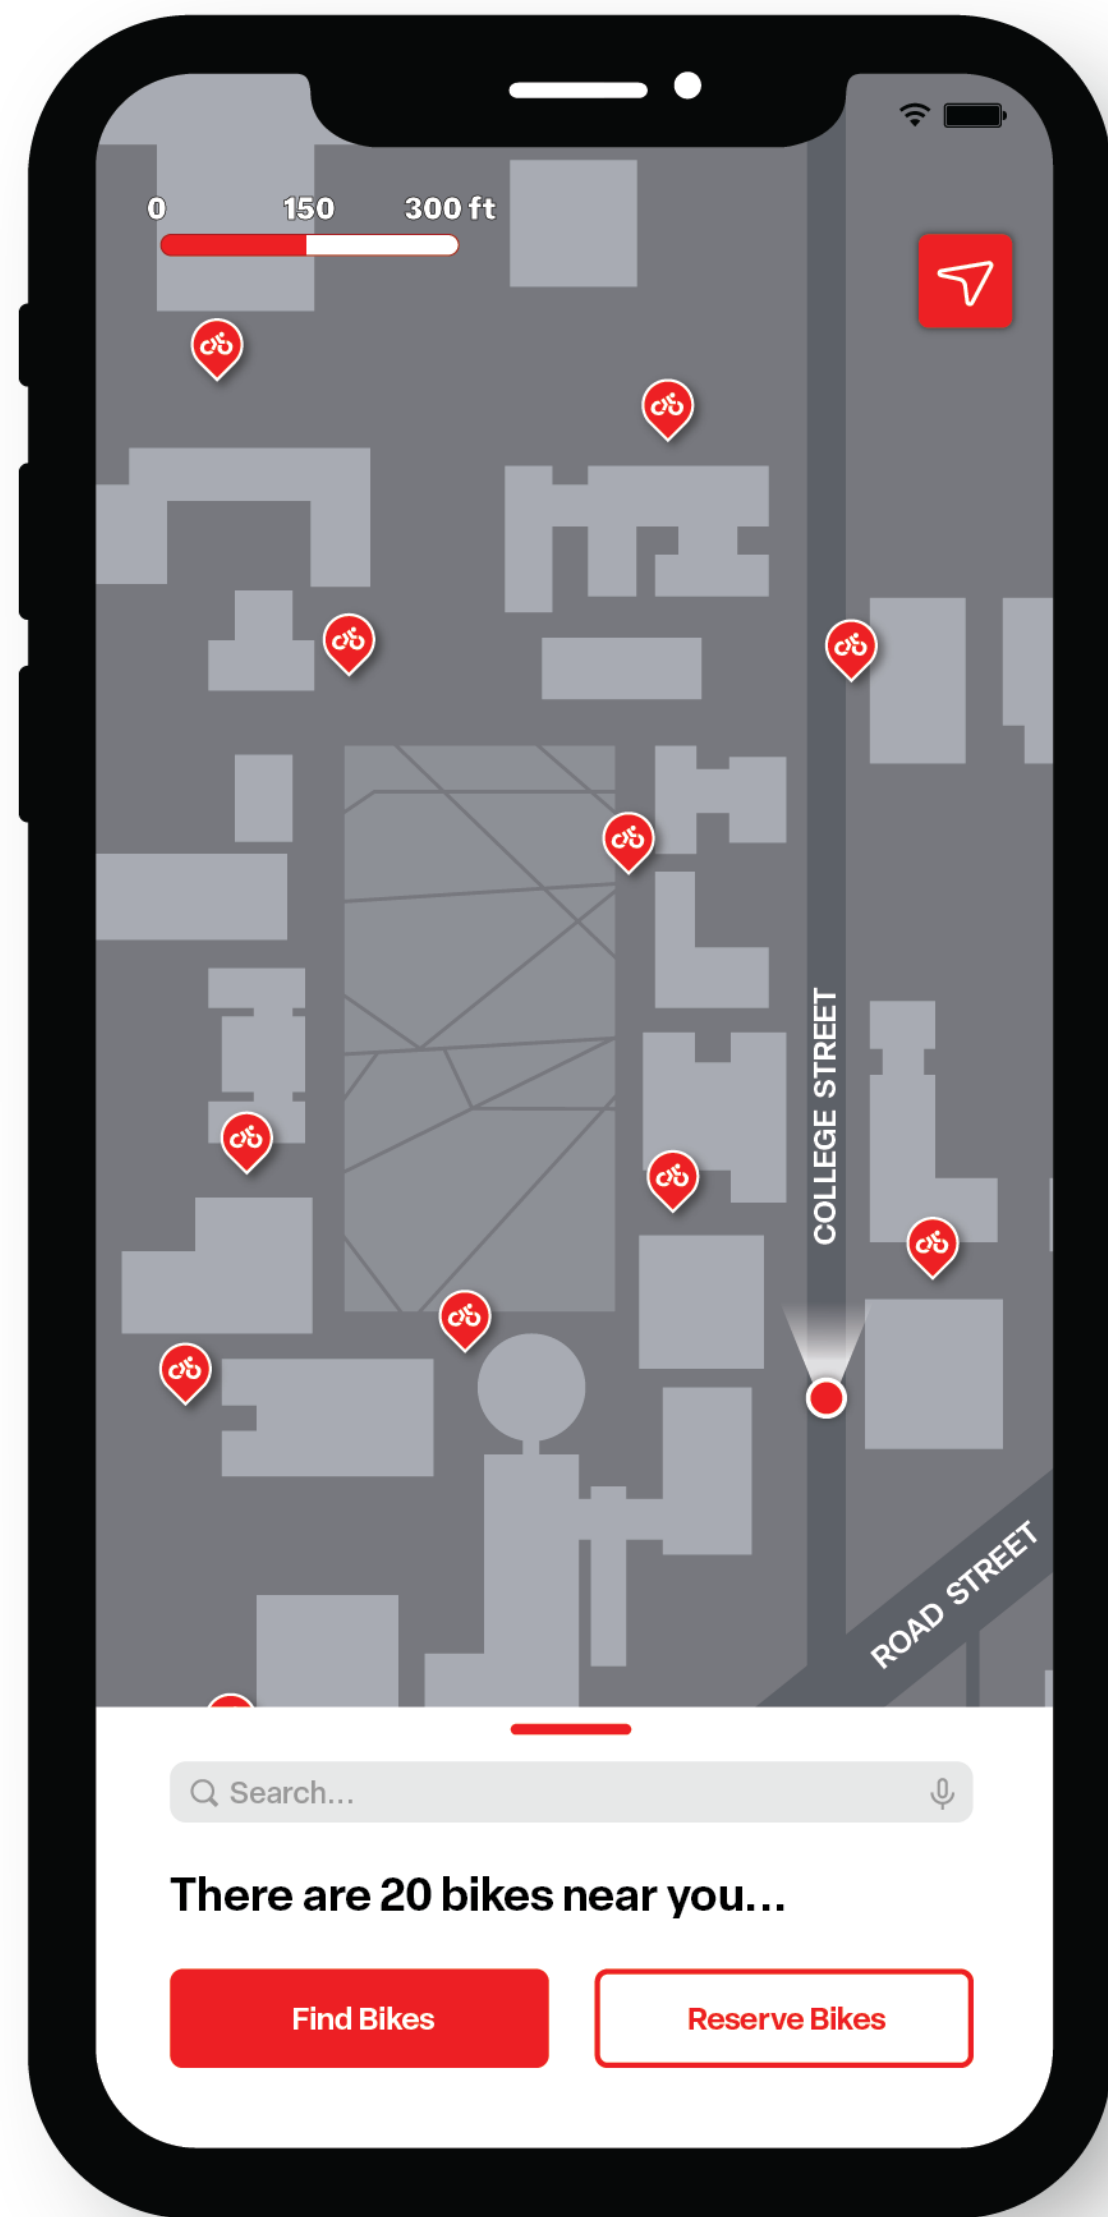 0 150 300 ft
COLLEGE STREET
ROAD STREET
Search...
There are 20 bikes near you...
Find Bikes
Reserve Bikes